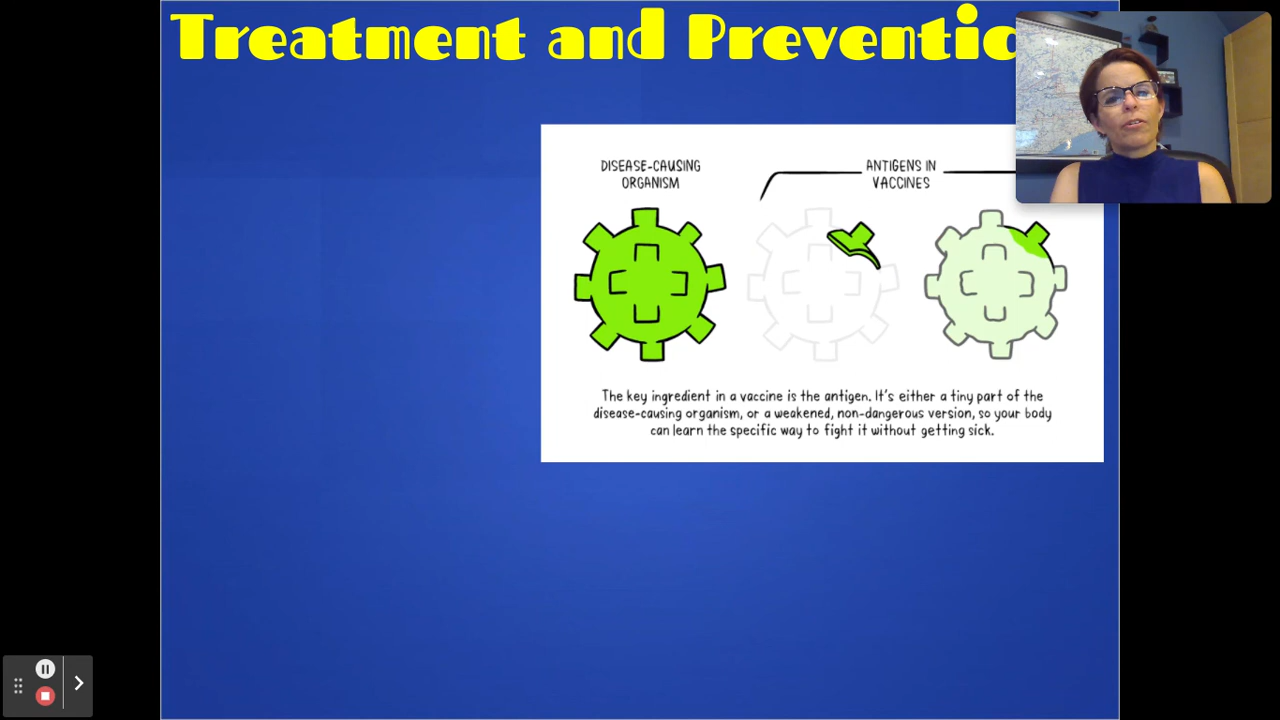 Treatment and Preventio
DISEASE-CAUSING
ORGANISM
ANTIGENS IN
VACCINES
The key ingredient in a vaccine is the antigen. It's either a tiny part of the
disease-causing organism, or a weakened, non-dangerous version, so your body
can learn the specific way to fight it without getting sick.